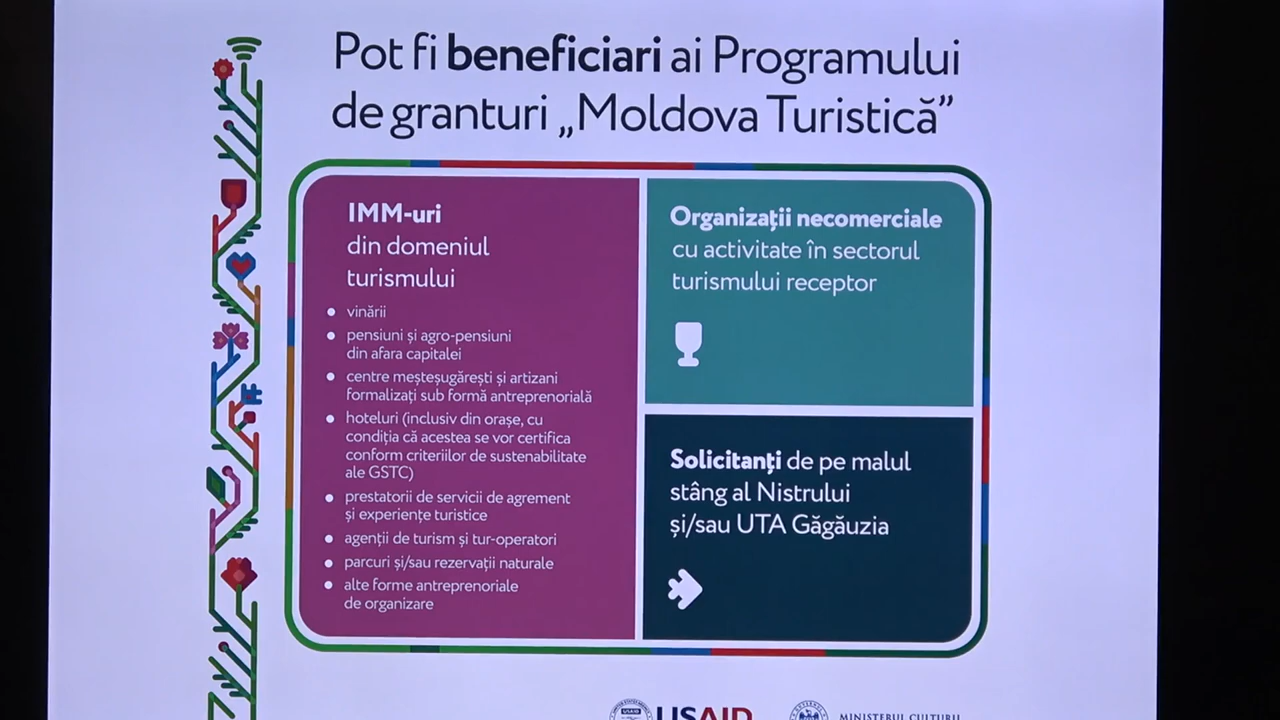 Pot fi beneficiari ai Programului
de granturi „Moldova Turistică”
IMM-uri
din domeniul
turismului
vinării
pensiuni și agro-pensiuni
din afara capitalei
centre meșteșugărești și artizani
formalizați sub formă antreprenorială
hoteluri (inclusiv din orașe, cu
condiția că acestea se vor certifica
conform criteriilor de sustenabilitate
ale GSTC)
prestatorii de servicii de agrement
și experiențe turistice
agenții de turism și tur-operatori
parcuri și/sau rezervații naturale
alte forme antreprenoriale
de organizare
Organizații necomerciale
cu activitate în sectorul
turismului receptor
Solicitanți de pe malul
stâng al Nistrului
și/sau UTA Găgăuzia
USAID
MINISTERUL CULTURII